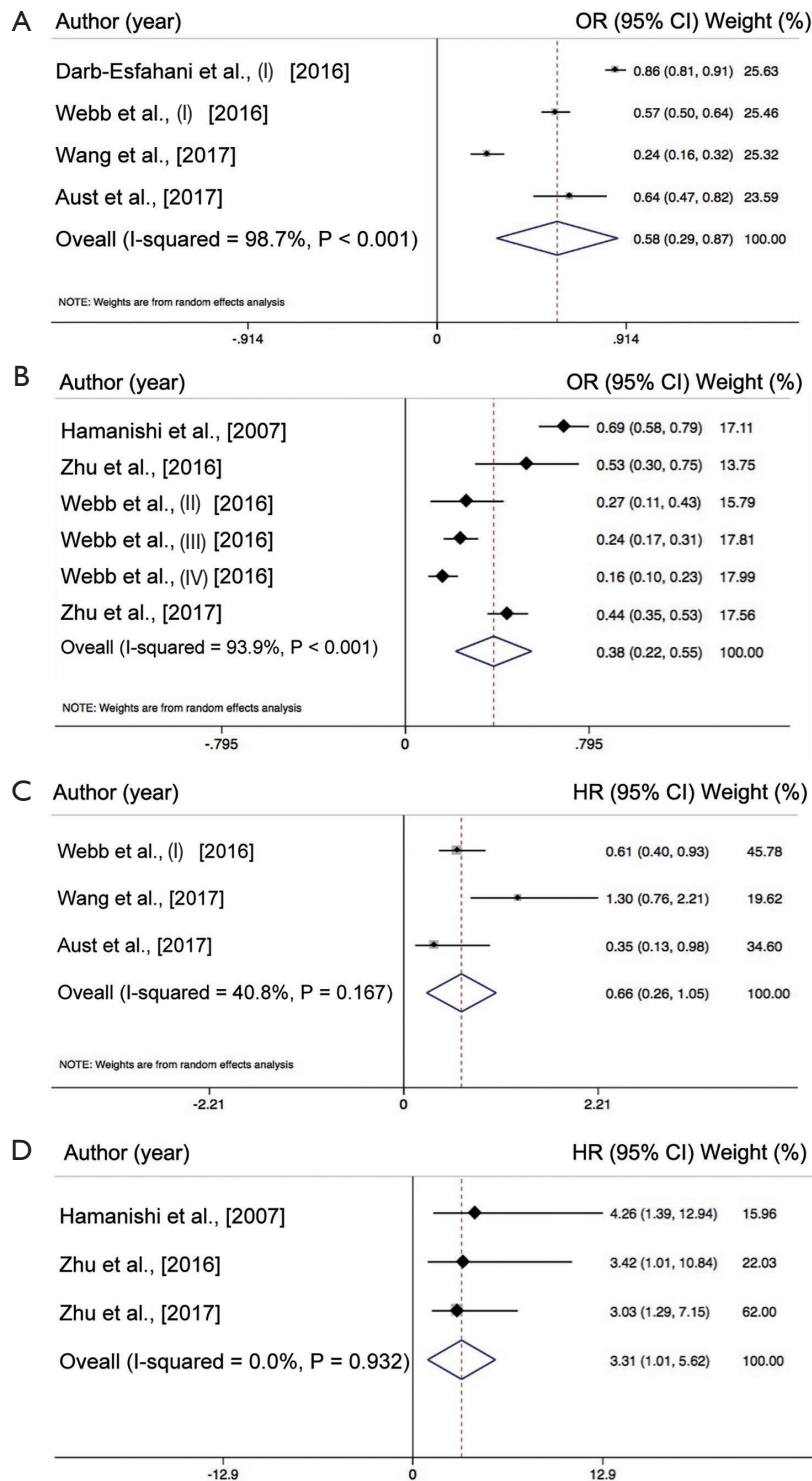 A Author (year) OR (95% CI) Weight (%)
Darb-Esfahani et al., (I) [2016] 0.86 (0.81, 0.91) 25.63
Webb et al., (I) [2016] 0.57 (0.50, 0.64) 25.46
Wang et al., [2017] 0.24 (0.16, 0.32) 25.32
Aust et al., [2017] 0.64 (0.47, 0.82) 23.59
Oveall (I-squared = 98.7%, P < 0.001) 0.58 (0.29, 0.87) 100.00
NOTE: Weights are from random effects analysis
-.914 0 .914
B Author (year) OR (95% CI) Weight (%)
Hamanishi et al., [2007] 0.69 (0.58, 0.79) 17.11
Zhu et al., [2016] 0.53 (0.30, 0.75) 13.75
Webb et al., (II) [2016] 0.27 (0.11, 0.43) 15.79
Webb et al., (III) [2016] 0.24 (0.17, 0.31) 17.81
Webb et al., (IV) [2016] 0.16 (0.10, 0.23) 17.99
Zhu et al., [2017] 0.44 (0.35, 0.53) 17.56
Oveall (I-squared = 93.9%, P < 0.001) 0.38 (0.22, 0.55) 100.00
NOTE: Weights are from random effects analysis
-.795 0 .795
C Author (year) HR (95% CI) Weight (%)
Webb et al., (I) [2016] 0.61 (0.40, 0.93) 45.78
Wang et al., [2017] 1.30 (0.76, 2.21) 19.62
Aust et al., [2017] 0.35 (0.13, 0.98) 34.60
Oveall (I-squared = 40.8%, P = 0.167) 0.66 (0.26, 1.05) 100.00
NOTE: Weights are from random effects analysis
-2.21 0 2.21
D Author (year) HR (95% CI) Weight (%)
Hamanishi et al., [2007] 4.26 (1.39, 12.94) 15.96
Zhu et al., [2016] 3.42 (1.01, 10.84) 22.03
Zhu et al., [2017] 3.03 (1.29, 7.15) 62.00
Oveall (I-squared = 0.0%, P = 0.932) 3.31 (1.01, 5.62) 100.00
-12.9 0 12.9